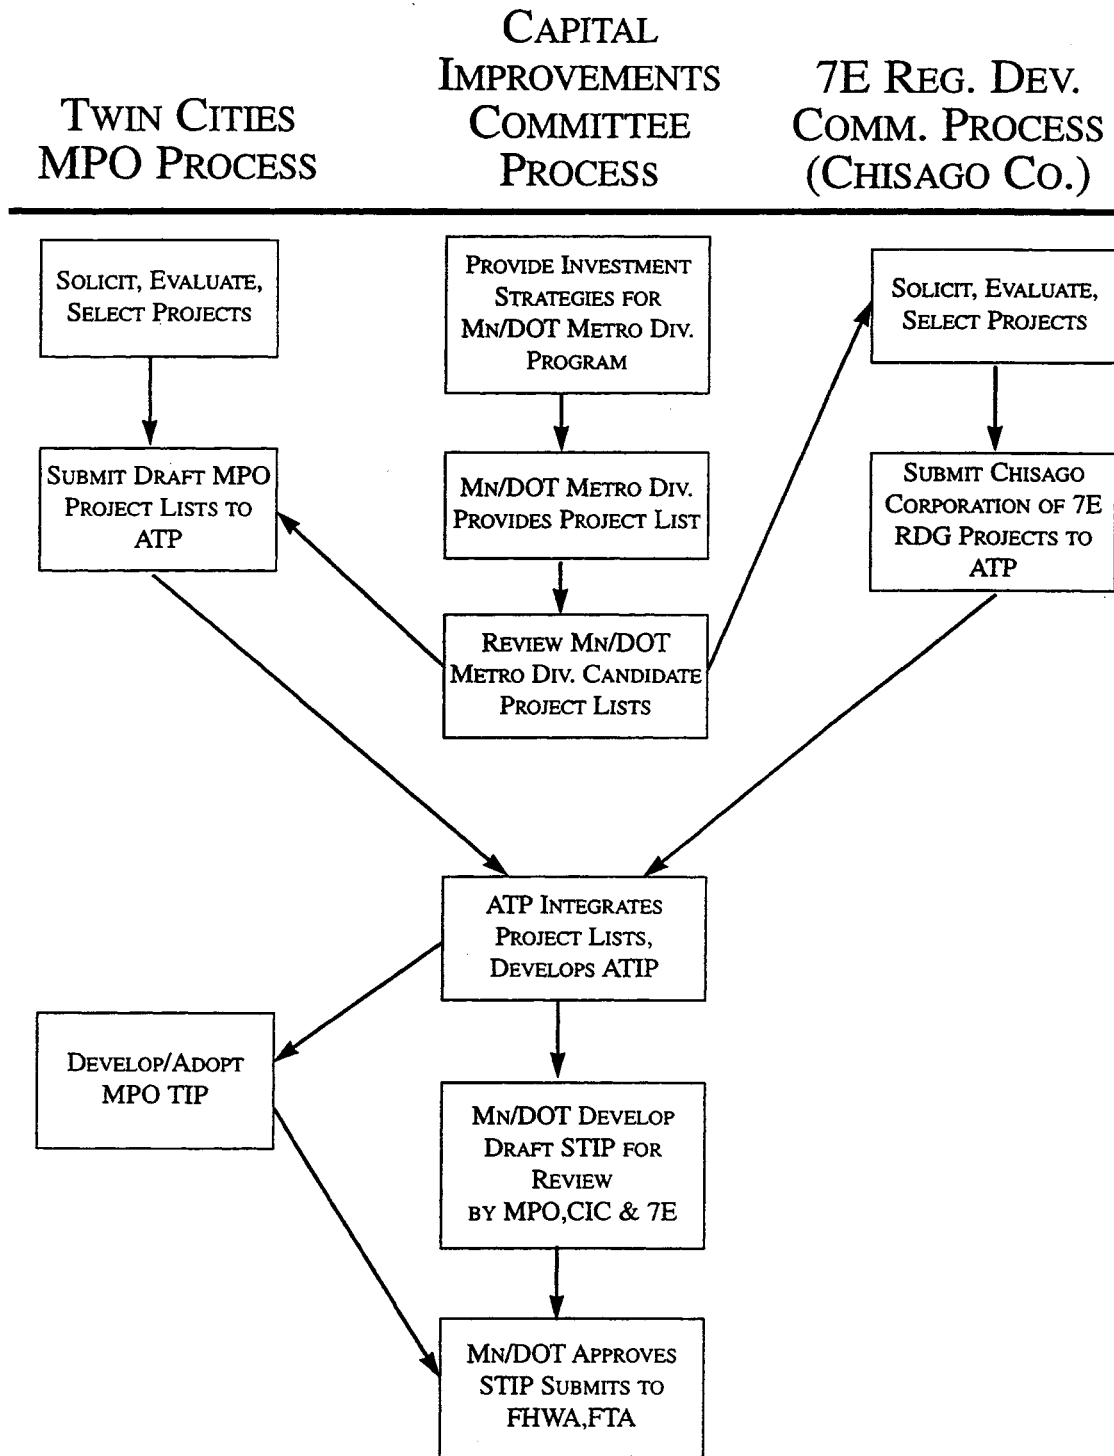 TWIN CITIES
MPO PROCESS
CAPITAL
IMPROVEMENTS
COMMITTEE
PROCESS
7E REG. DEV.
COMM. PROCESS
(CHISAGO CO.)
SOLICIT, EVALUATE,
SELECT PROJECTS
PROVIDE INVESTMENT
STRATEGIES FOR
MN/DOT METRO DIV.
PROGRAM
SOLICIT, EVALUATE,
SELECT PROJECTS
SUBMIT DRAFT MPO
PROJECT LISTS TO
ATP
MN/DOT METRO DIV.
PROVIDES PROJECT LIST
SUBMIT CHISAGO
CORPORATION OF 7E
RDG PROJECTS TO
ATP
REVIEW MN/DOT
METRO DIV. CANDIDATE
PROJECT LISTS
ATP INTEGRATES
PROJECT LISTS,
DEVELOPS ATIP
DEVELOP/ADOPT
MPO TIP
MN/DOT DEVELOP
DRAFT STIP FOR
REVIEW
BY MPO,CIC & 7E
MN/DOT APPROVES
STIP SUBMITS TO
FHWA,FTA